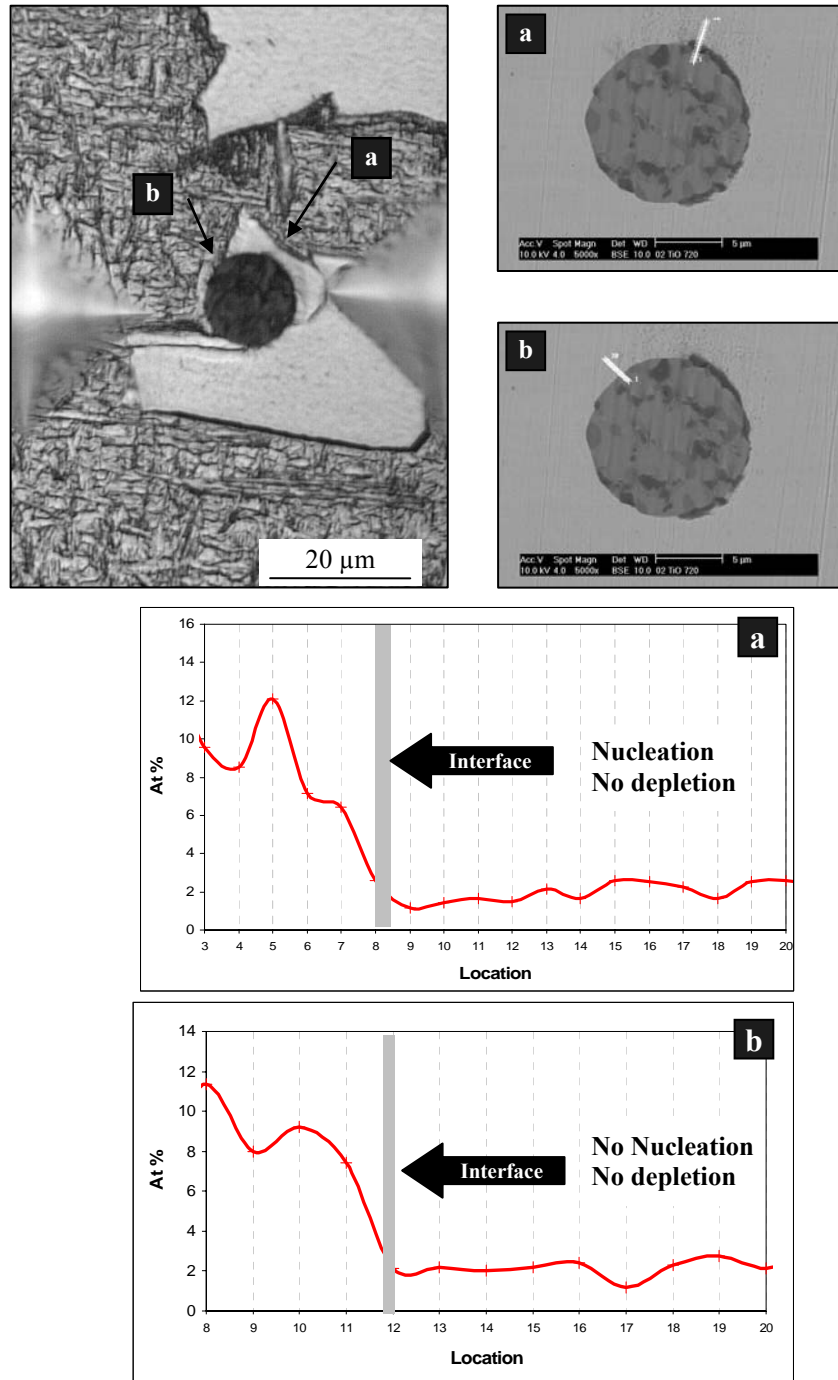 a
b
20 µm
a
Acc.V Spot Magn Det WD 5 µm
10.0 kV 4.0 5000x BSE 10.0 02 TiO 720
b
Acc.V Spot Magn Det WD 5 µm
10.0 kV 4.0 5000x BSE 10.0 02 TiO 720
a
16
14
12
10
8
6
4
2
0
At %
Interface
Nucleation
No depletion
3 4 5 6 7 8 9 10 11 12 13 14 15 16 17 18 19 20
Location
b
14
12
10
8
6
4
2
0
At %
Interface
No Nucleation
No depletion
8 9 10 11 12 13 14 15 16 17 18 19 20
Location